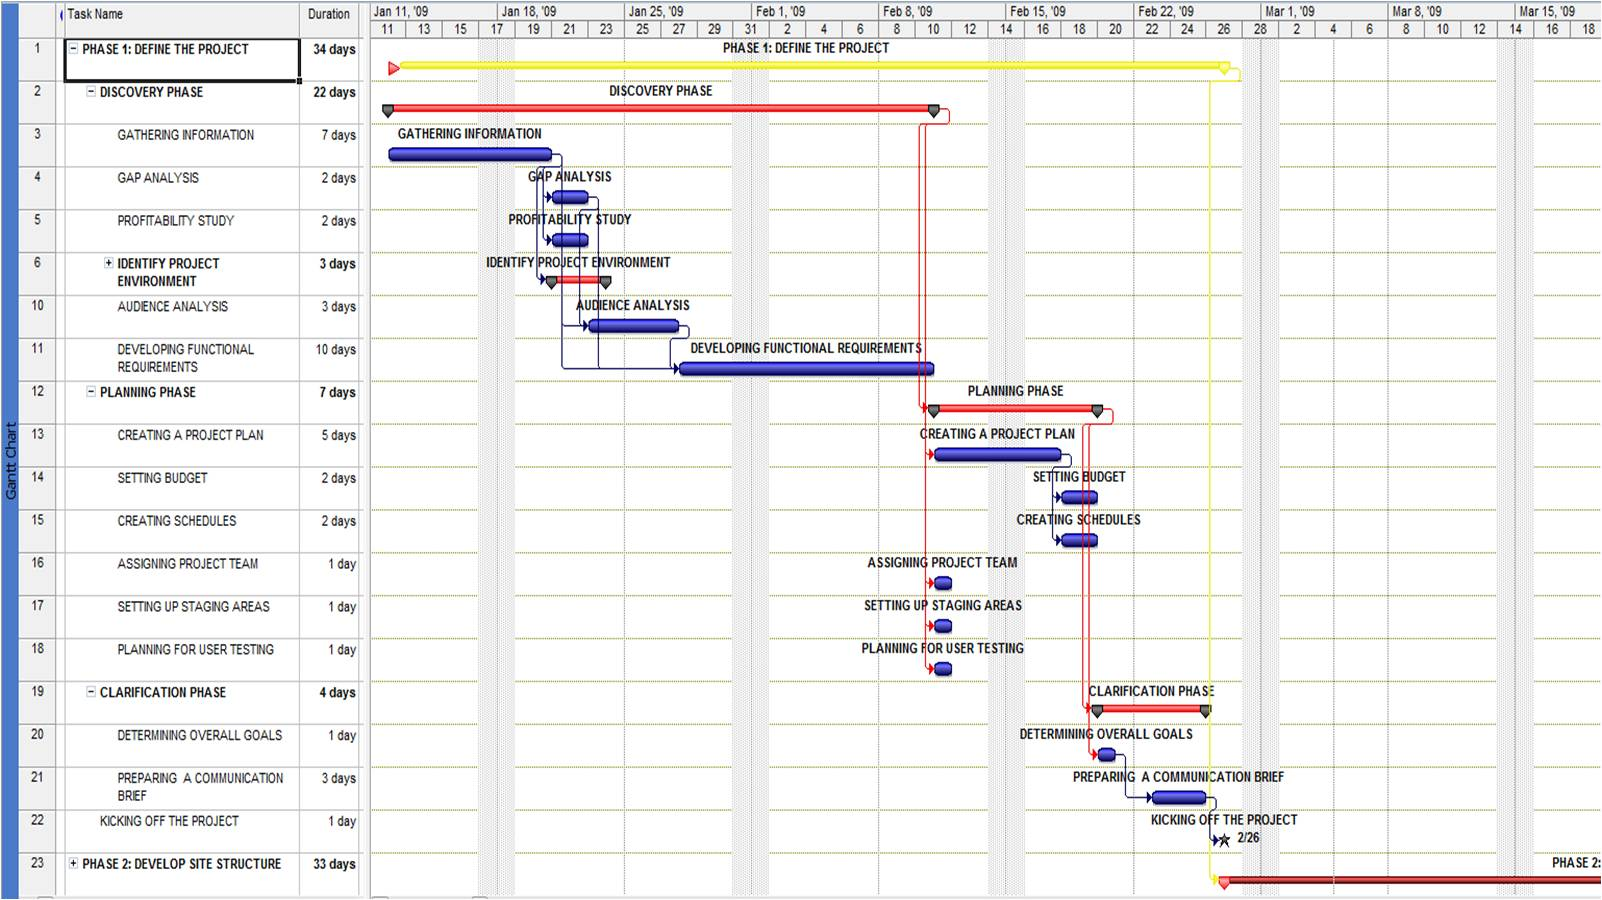 Task Name Duration Jan 11, '09 Jan 18, '09 Jan 25, '09 Feb 1, '09 Feb 8, '09 Feb 15, '09 Feb 22, '09 Mar 1, '09 Mar 8, '09 Mar 15, '09
11 13 15 17 19 21 23 25 27 29 31 2 4 6 8 10 12 14 16 18 20 22 24 26 28 2 4 6 8 10 12 14 16 18
1 PHASE 1: DEFINE THE PROJECT 34 days PHASE 1: DEFINE THE PROJECT
2 DISCOVERY PHASE 22 days DISCOVERY PHASE
3 GATHERING INFORMATION 7 days GATHERING INFORMATION
4 GAP ANALYSIS 2 days GAP ANALYSIS
5 PROFITABILITY STUDY 2 days PROFITABILITY STUDY
6 IDENTIFY PROJECT 3 days IDENTIFY PROJECT ENVIRONMENT
ENVIRONMENT
10 AUDIENCE ANALYSIS 3 days AUDIENCE ANALYSIS
11 DEVELOPING FUNCTIONAL 10 days DEVELOPING FUNCTIONAL REQUIREMENTS
REQUIREMENTS
12 PLANNING PHASE 7 days PLANNING PHASE
13 CREATING A PROJECT PLAN 5 days CREATING A PROJECT PLAN
14 SETTING BUDGET 2 days SETTING BUDGET
15 CREATING SCHEDULES 2 days CREATING SCHEDULES
16 ASSIGNING PROJECT TEAM 1 day ASSIGNING PROJECT TEAM
17 SETTING UP STAGING AREAS 1 day SETTING UP STAGING AREAS
18 PLANNING FOR USER TESTING 1 day PLANNING FOR USER TESTING
19 CLARIFICATION PHASE 4 days CLARIFICATION PHASE
20 DETERMINING OVERALL GOALS 1 day DETERMINING OVERALL GOALS
21 PREPARING A COMMUNICATION 3 days PREPARING A COMMUNICATION BRIEF
BRIEF
22 KICKING OFF THE PROJECT 1 day KICKING OFF THE PROJECT
2/26
23 PHASE 2: DEVELOP SITE STRUCTURE 33 days PHASE 2:
Gantt Chart